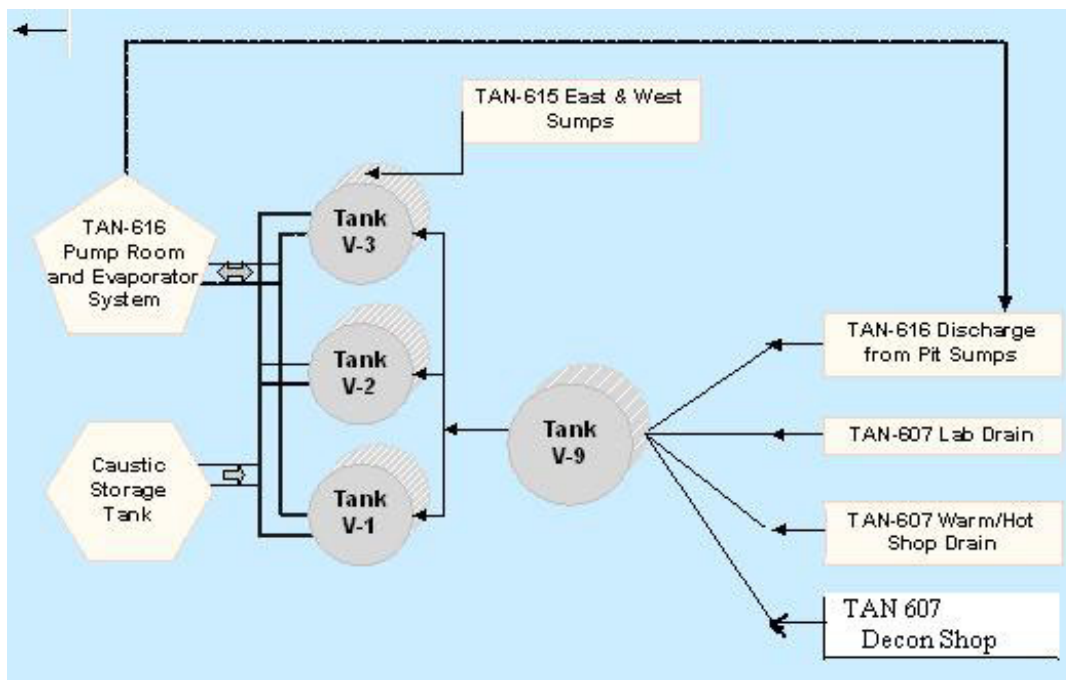 TAN-615 East & West
Sumps
TAN-616
Pump Room
and Evaporator
System
Tank
V-3
TAN-616 Discharge
from Pit Sumps
Tank
V-2
Tank
V-9
TAN-607 Lab Drain
Caustic
Storage
Tank
Tank
V-1
TAN-607 Warm/Hot
Shop Drain
TAN 607
Decon Shop